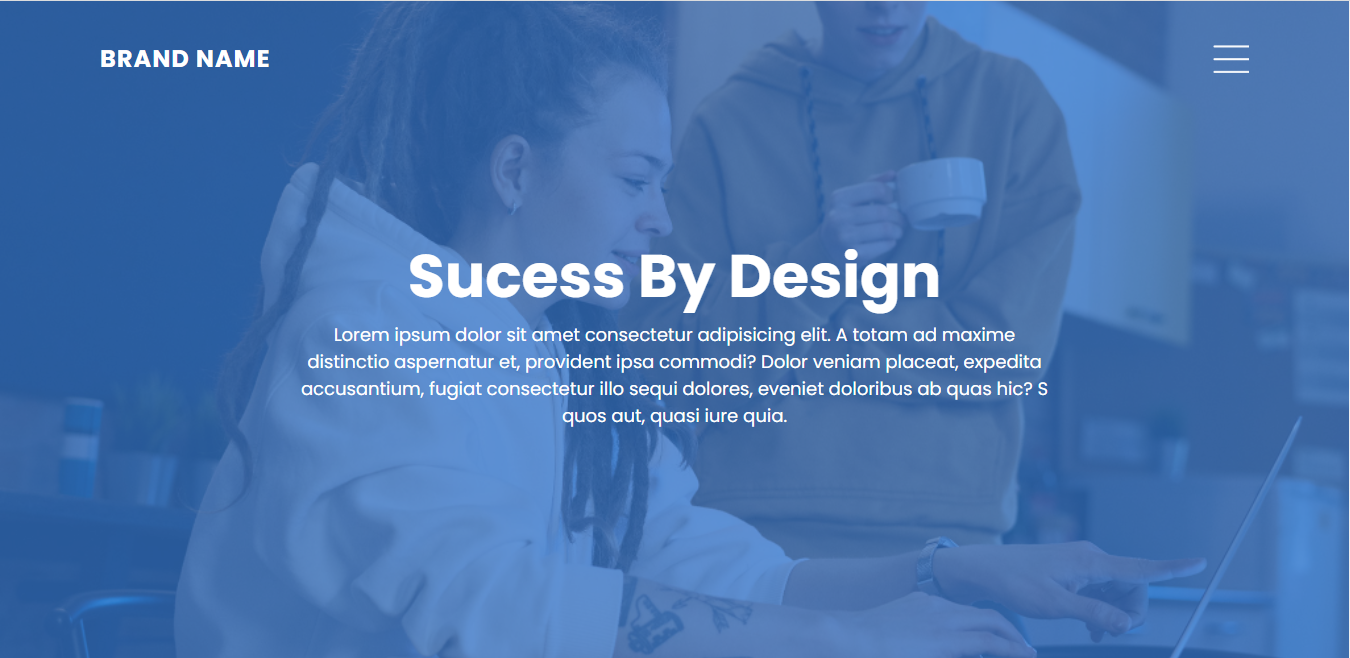 BRAND NAME
Sucess By Design
Lorem ipsum dolor sit amet consectetur adipisicing elit. A totam ad maxime
distinctio aspernatur et, provident ipsa commodi? Dolor veniam placeat, expedita
accusantium, fugiat consectetur illo sequi dolores, eveniet doloribus ab quas hic? S
quos aut, quasi iure quia.